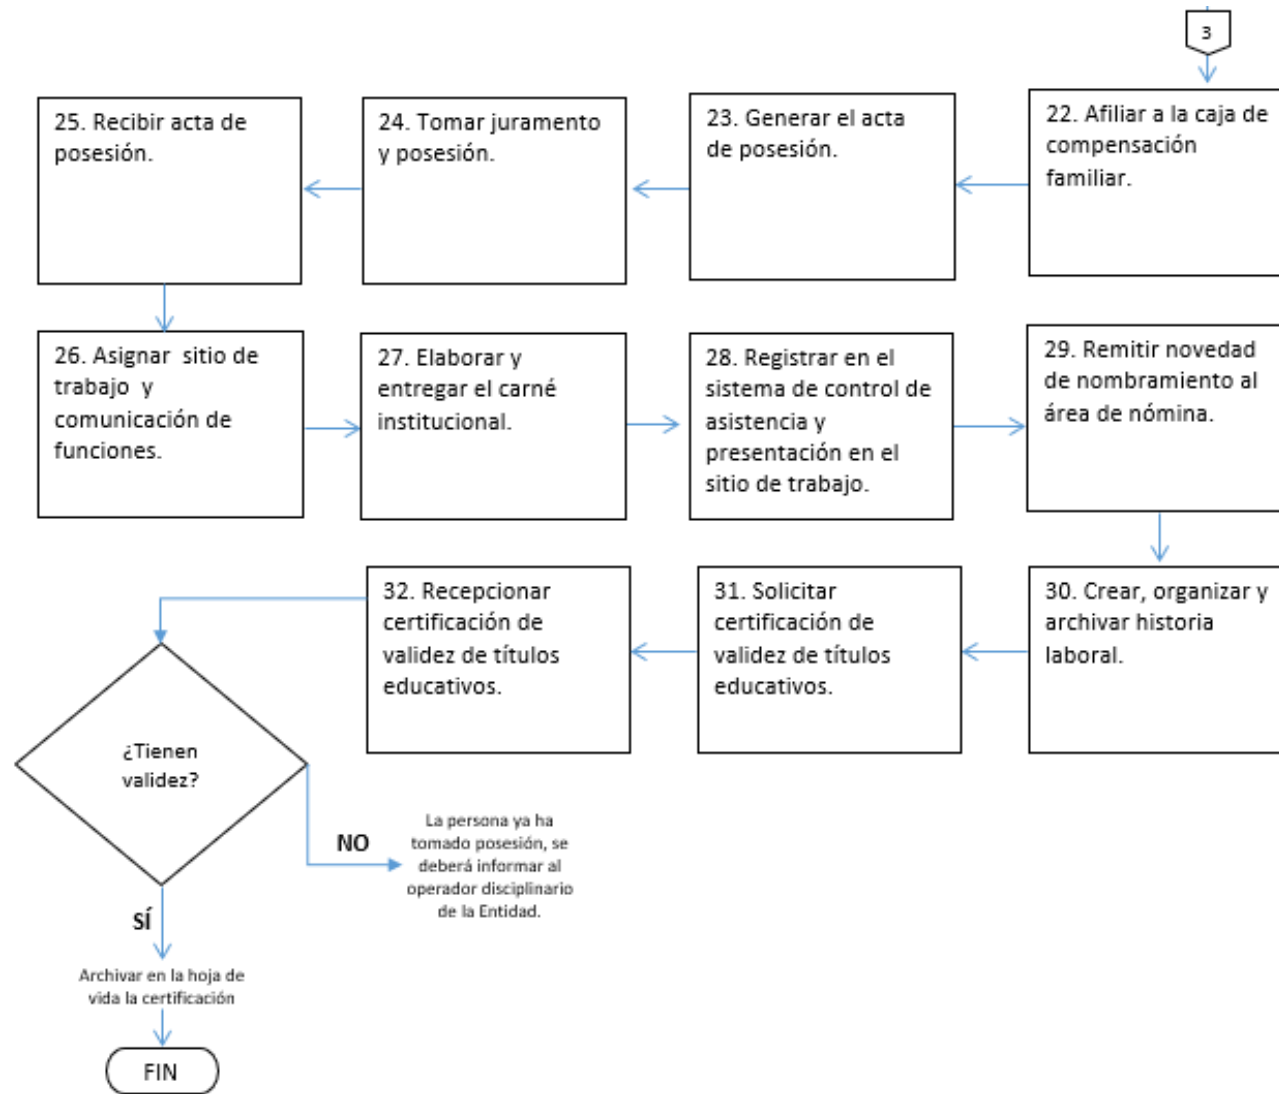 3
22. Afiliar a la caja de
compensación
familiar.
23. Generar el acta
de posesión.
24. Tomar juramento
y posesión.
25. Recibir acta de
posesión.
26. Asignar sitio de
trabajo y
comunicación de
funciones.
27. Elaborar y
entregar el carné
institucional.
28. Registrar en el
sistema de control de
asistencia y
presentación en el
sitio de trabajo.
29. Remitir novedad
de nombramiento al
área de nómina.
30. Crear, organizar y
archivar historia
laboral.
31. Solicitar
certificación de
validez de títulos
educativos.
32. Recepcionar
certificación de
validez de títulos
educativos.
¿Tienen
validez?
NO
La persona ya ha
tomado posesión, se
deberá informar al
operador disciplinario
de la Entidad.
SÍ
Archivar en la hoja de
vida la certificación
FIN